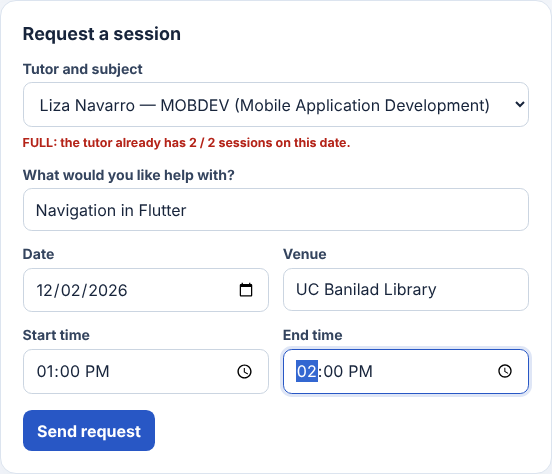 Request a session
Tutor and subject
Liza Navarro — MOBDEV (Mobile Application Development)
FULL: the tutor already has 2 / 2 sessions on this date.
What would you like help with?
Navigation in Flutter
Date
Venue
12/02/2026
UC Banilad Library
Start time
End time
01:00 PM
02:00 PM
Send request